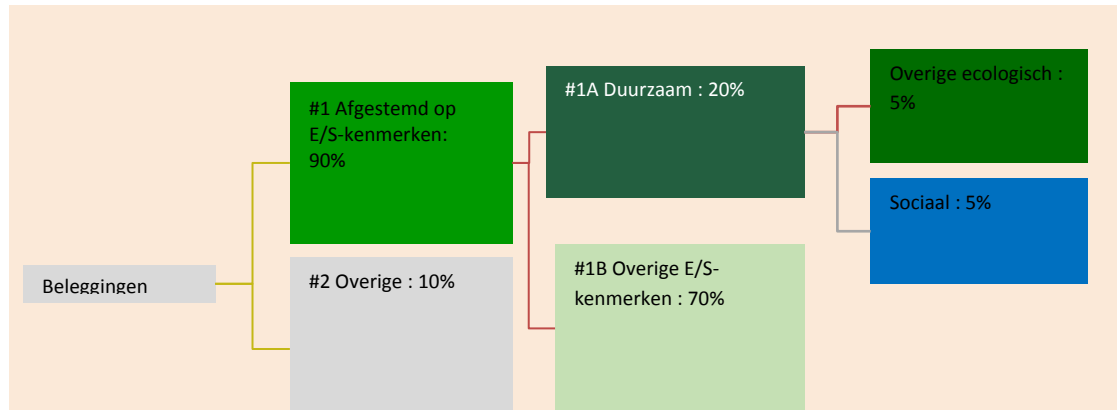 Beleggingen
#1 Afgestemd op
E/S-kenmerken:
90%
#2 Overige : 10%
#1A Duurzaam : 20%
#1B Overige E/S-
kenmerken : 70%
Overige ecologisch :
5%
Sociaal : 5%